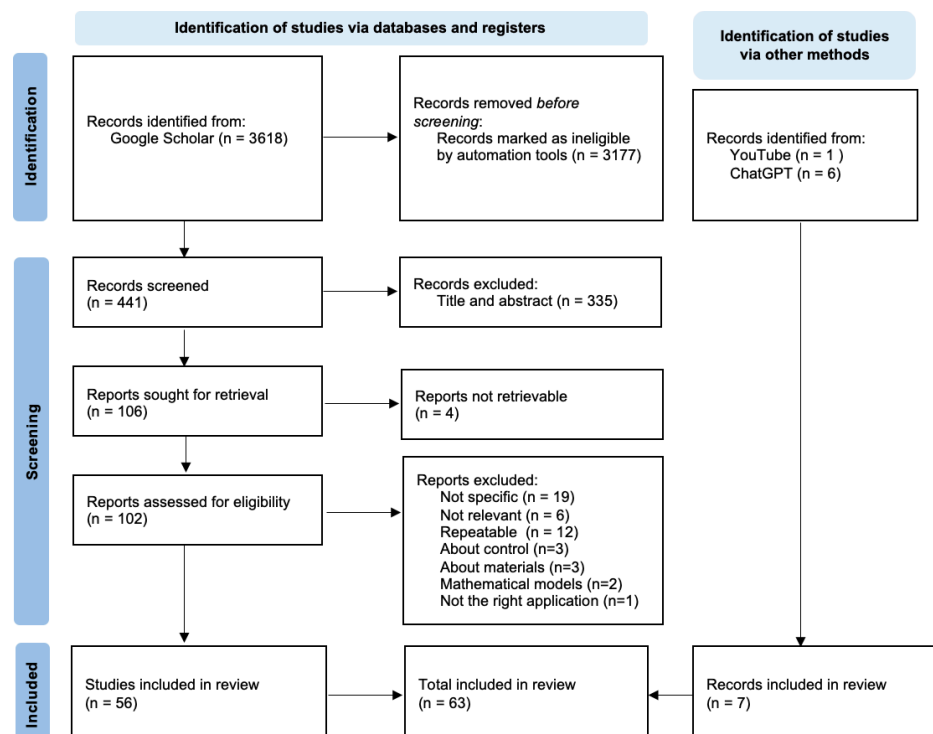 Identification of studies via databases and registers
Identification of studies
via other methods
Identification
Records identified from:
Google Scholar (n = 3618)
Records removed before
screening:
Records marked as ineligible
by automation tools (n = 3177)
Records identified from:
YouTube (n = 1 )
ChatGPT (n = 6)
Screening
Records screened
(n = 441)
Records excluded:
Title and abstract (n = 335)
Reports sought for retrieval
(n = 106)
Reports not retrievable
(n = 4)
Reports assessed for eligibility
(n = 102)
Reports excluded:
Not specific (n = 19)
Not relevant (n = 6)
Repeatable (n = 12)
About control (n=3)
About materials (n=3)
Mathematical models (n=2)
Not the right application (n=1)
Included
Studies included in review
(n = 56)
Total included in review
(n = 63)
Records included in review
(n = 7)